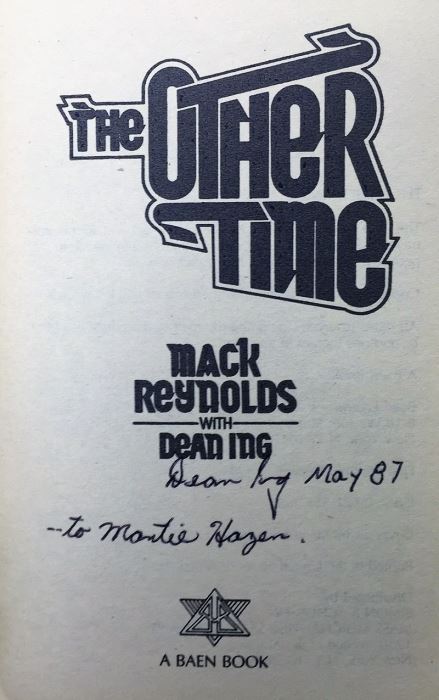 THE
OTHER
TIME
MACK
REYNOLDS
WITH
DEAN ING
Dean Ing May 87
--to Montie Hazen.
A BAEN BOOK